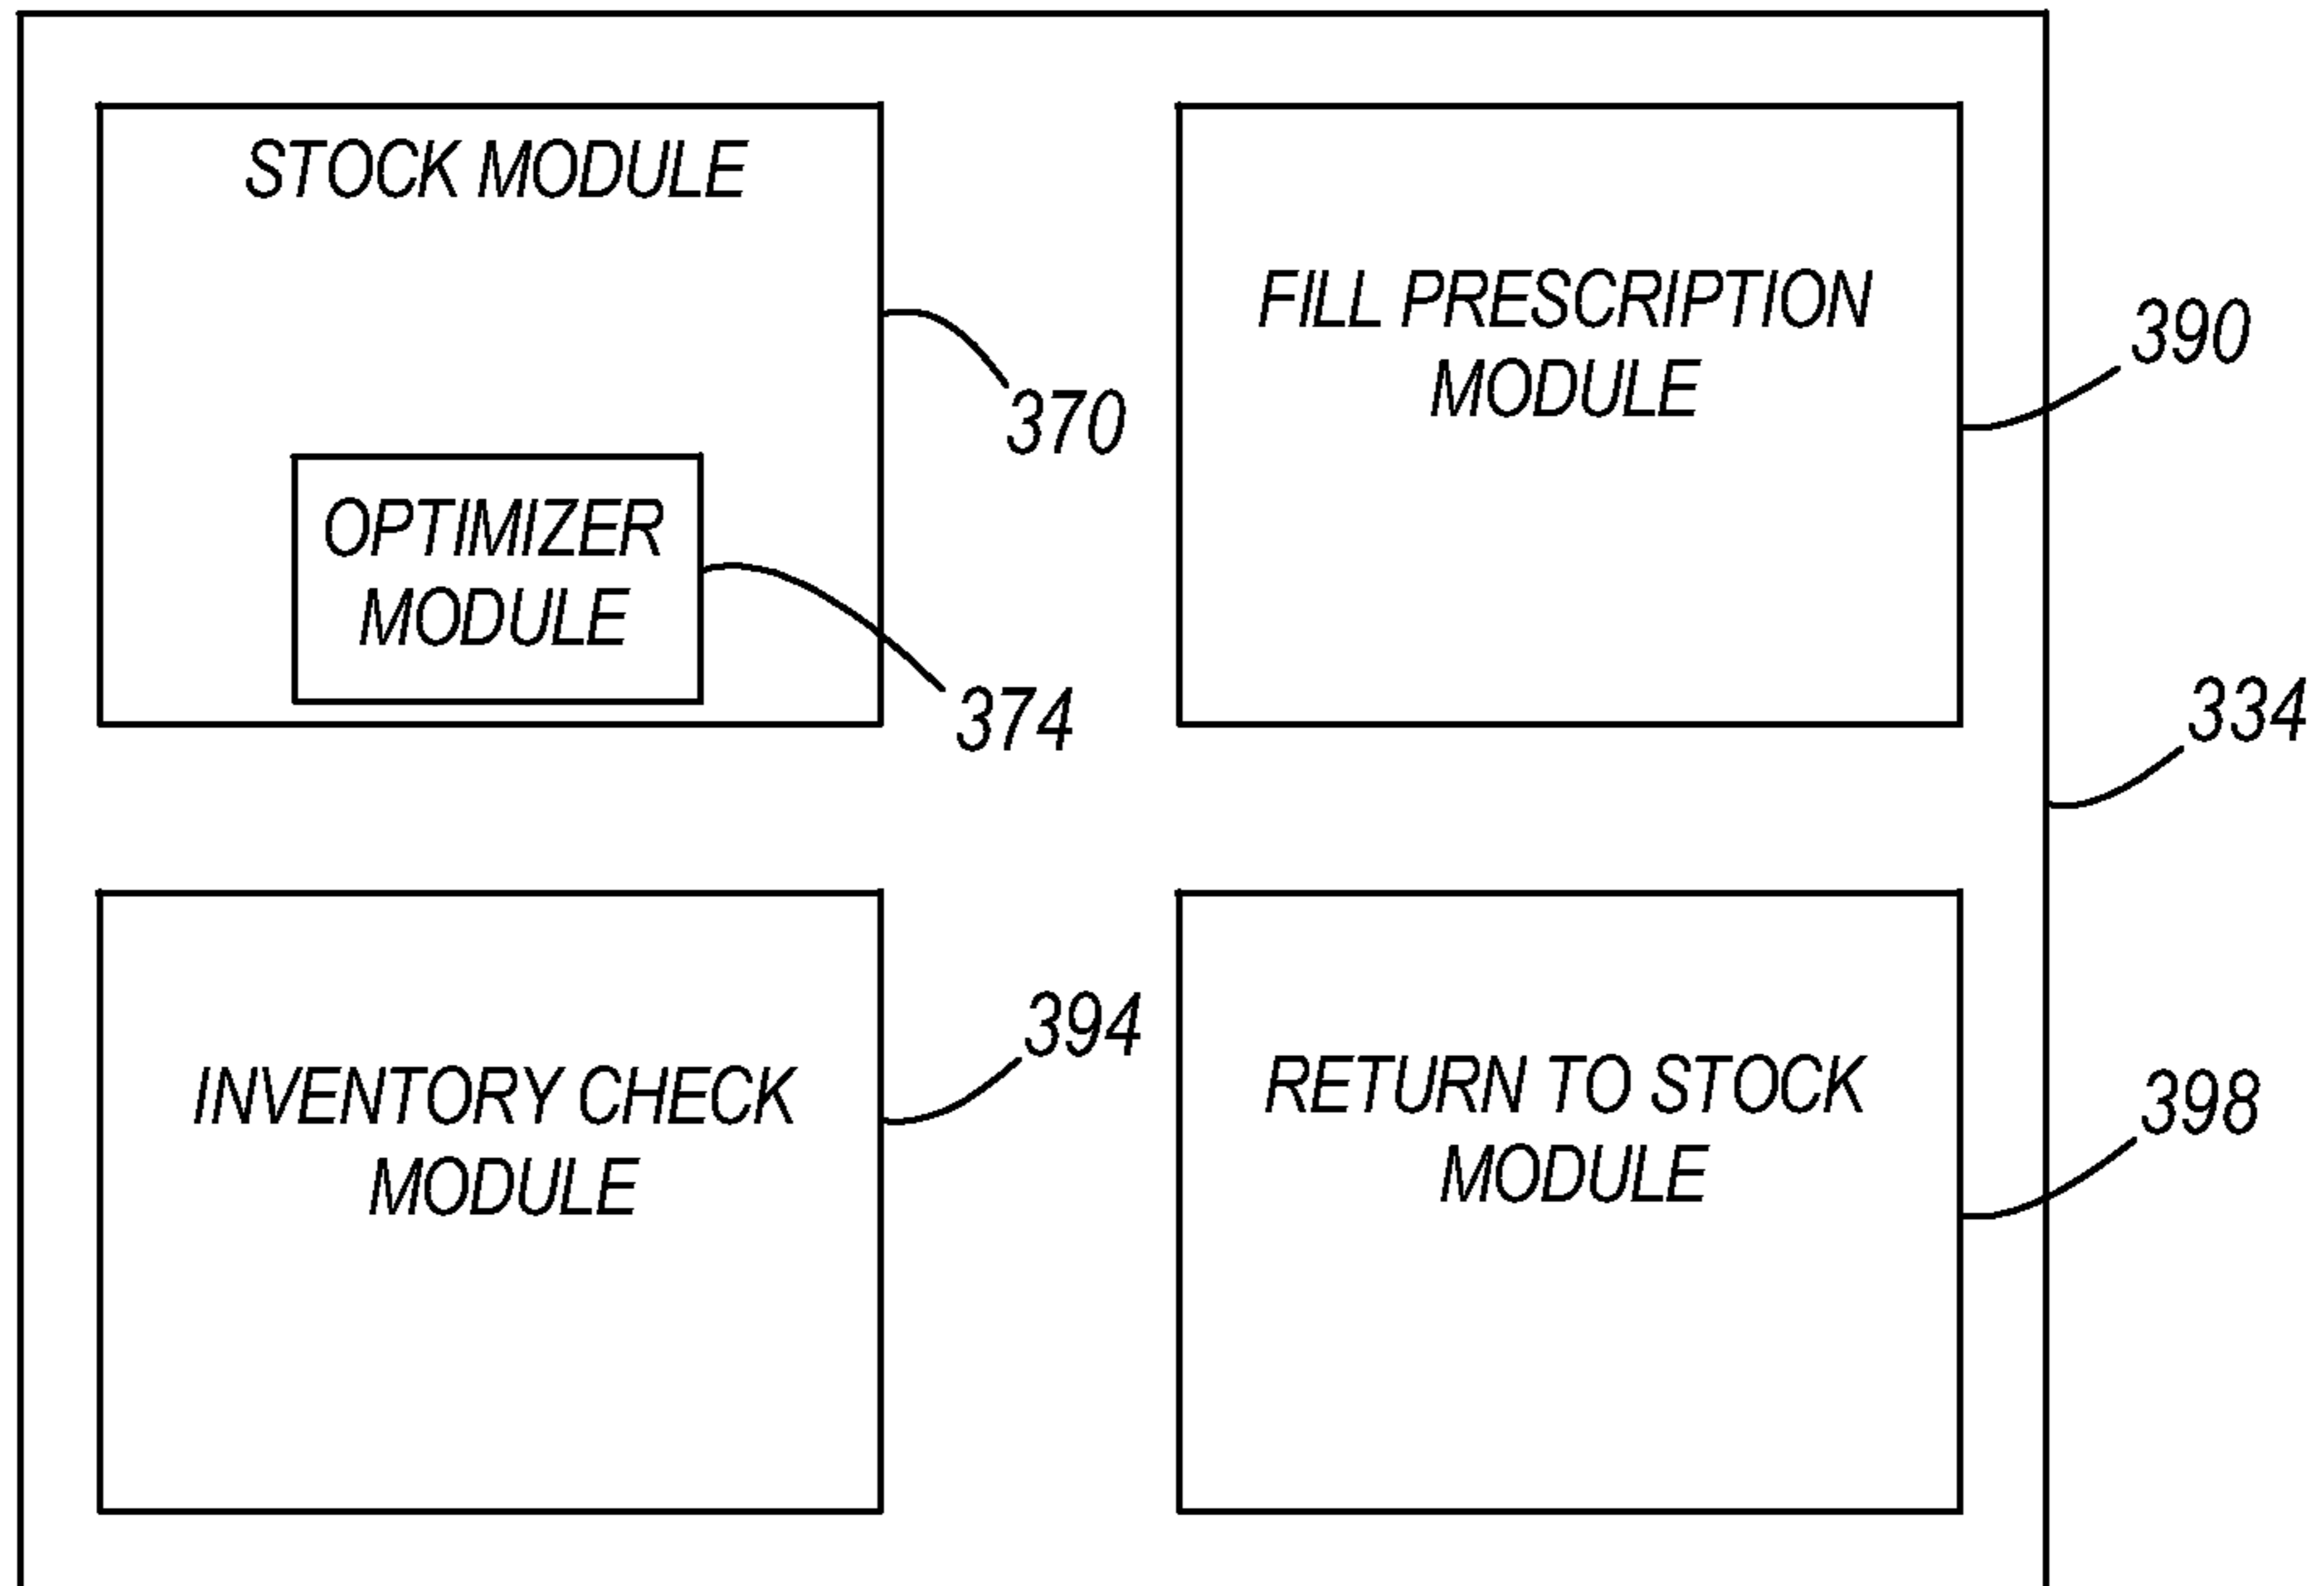 STOCK MODULE
OPTIMIZER
MODULE
370
374
FILL PRESCRIPTION
MODULE
390
334
INVENTORY CHECK
MODULE
394
RETURN TO STOCK
MODULE
398